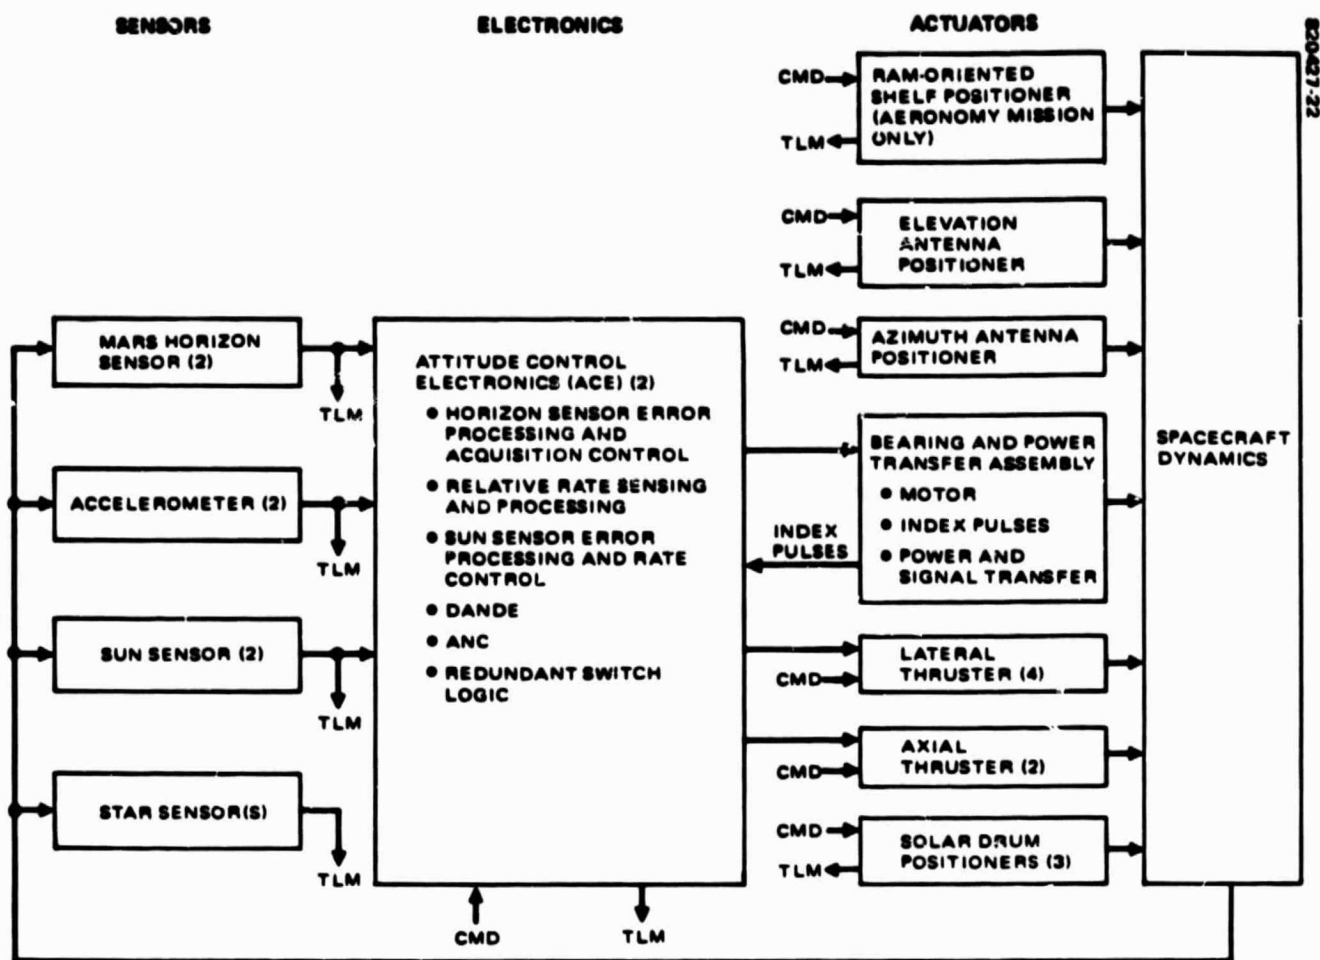 SENSORS
ELECTRONICS
ACTUATORS
820427-22
CMD
TLM
RAM-ORIENTED
SHELF POSITIONER
(AERONOMY MISSION
ONLY)
CMD
TLM
ELEVATION
ANTENNA
POSITIONER
CMD
TLM
AZIMUTH ANTENNA
POSITIONER
MARS HORIZON
SENSOR (2)
TLM
ACCELEROMETER (2)
TLM
SUN SENSOR (2)
TLM
STAR SENSOR(S)
TLM
ATTITUDE CONTROL
ELECTRONICS (ACE) (2)
● HORIZON SENSOR ERROR
PROCESSING AND
ACQUISITION CONTROL
● RELATIVE RATE SENSING
AND PROCESSING
● SUN SENSOR ERROR
PROCESSING AND RATE
CONTROL
● DANDE
● ANC
● REDUNDANT SWITCH
LOGIC
CMD
TLM
INDEX
PULSES
BEARING AND POWER
TRANSFER ASSEMBLY
● MOTOR
● INDEX PULSES
● POWER AND
SIGNAL TRANSFER
CMD
LATERAL
THRUSTER (4)
CMD
AXIAL
THRUSTER (2)
CMD
TLM
SOLAR DRUM
POSITIONERS (3)
SPACECRAFT
DYNAMICS